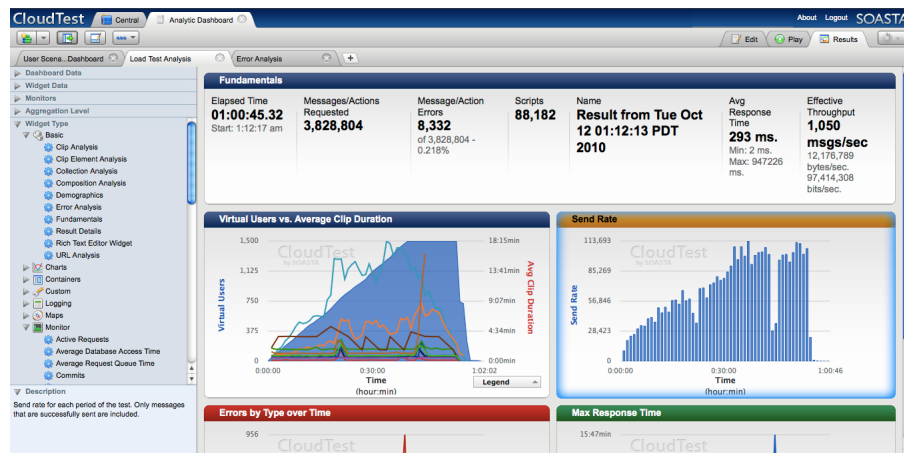 CloudTest
Central
Analytic Dashboard
About Logout SOASTA
Edit
Play
Results
User Scena...Dashboard
Load Test Analysis
Error Analysis
Dashboard Data
Widget Data
Monitors
Aggregation Level
Widget Type
Basic
Clip Analysis
Clip Element Analysis
Collection Analysis
Composition Analysis
Demographics
Error Analysis
Fundamentals
Result Details
Rich Text Editor Widget
URL Analysis
Charts
Containers
Custom
Logging
Maps
Monitor
Active Requests
Average Database Access Time
Average Request Queue Time
Commits
Description
Send rate for each period of the test. Only messages
that are successfully sent are included.
Fundamentals
Elapsed Time
01:00:45.32
Start: 1:12:17 am
Messages/Actions
Requested
3,828,804
Message/Action
Errors
8,332
of 3,828,804 -
0.218%
Scripts
88,182
Name
Result from Tue Oct
12 01:12:13 PDT
2010
Avg
Response
Time
293 ms.
Min: 2 ms.
Max: 947226
ms.
Effective
Throughput
1,050
msgs/sec
12,176,789
bytes/sec.
97,414,308
bits/sec.
Virtual Users vs. Average Clip Duration
CloudTest
by SOASTA
Virtual Users
1,500
1,125
750
375
0
18:15min
13:41min
9:07min
4:34min
0:00min
Avg Clip Duration
0:00:00
0:30:00
1:02:02
Time
(hour:min)
Legend
Send Rate
CloudTest
by SOASTA
Send Rate
113,693
85,269
56,846
28,423
0
0:00:00
0:30:00
1:00:46
Time
(hour:min)
Errors by Type over Time
956
CloudTest
Max Response Time
15:47min
CloudTest